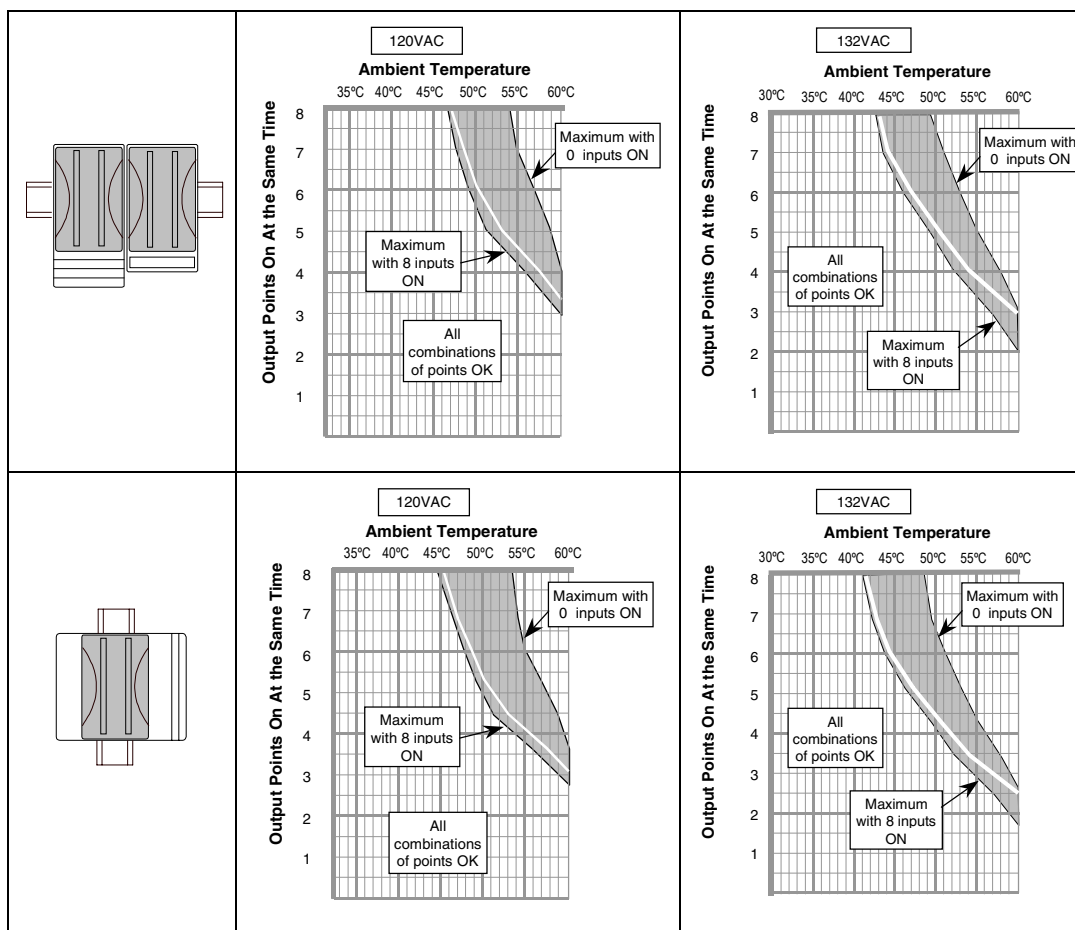 120VAC
Ambient Temperature
35ºC 40ºC 45ºC 50ºC 55ºC 60ºC
Output Points On At the Same Time
8
7
6
5
4
3
2
1
Maximum with
0 inputs ON
Maximum
with 8 inputs
ON
All
combinations
of points OK
132VAC
Ambient Temperature
30ºC 35ºC 40ºC 45ºC 50ºC 55ºC 60ºC
Output Points On At the Same Time
8
7
6
5
4
3
2
1
Maximum with
0 inputs ON
All
combinations
of points OK
Maximum
with 8 inputs
ON
120VAC
Ambient Temperature
35ºC 40ºC 45ºC 50ºC 55ºC 60ºC
Output Points On At the Same Time
8
7
6
5
4
3
2
1
Maximum with
0 inputs ON
Maximum
with 8 inputs
ON
All
combinations
of points OK
132VAC
Ambient Temperature
30ºC 35ºC 40ºC 45ºC 50ºC 55ºC 60ºC
Output Points On At the Same Time
8
7
6
5
4
3
2
1
Maximum with
0 inputs ON
All
combinations
of points OK
Maximum
with 8 inputs
ON